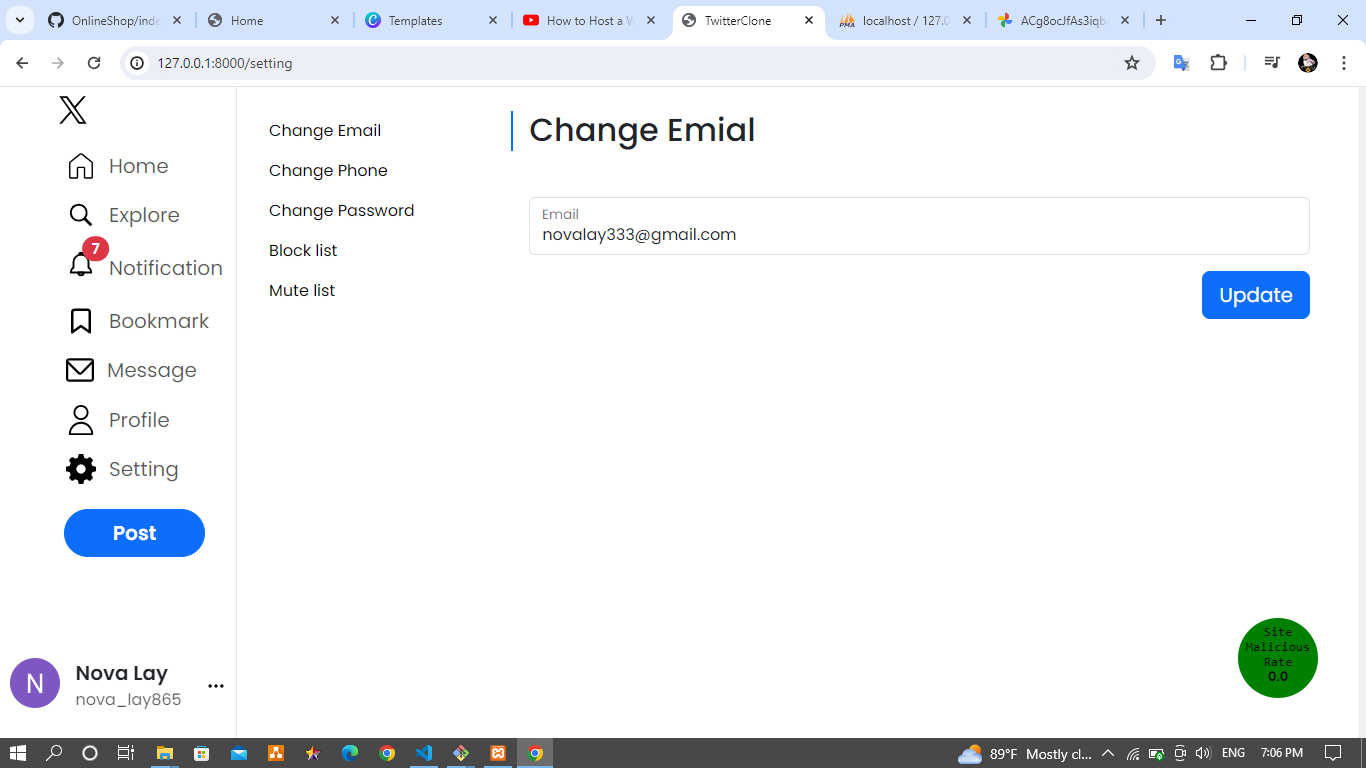 OnlineShop/inde
Home
Templates
How to Host a W
TwitterClone
PMA
localhost / 127.0
ACg8ocJfAs3iqb
127.0.0.1:8000/setting
Home
Explore
7
Notification
Bookmark
Message
Profile
Setting
Post
Nova Lay
nova_lay865
N
Change Email
Change Phone
Change Password
Block list
Mute list
Change Emial
Email
novalay333@gmail.com
Update
Site
Malicious
Rate
0.0
89°F Mostly cl...
ENG
7:06 PM